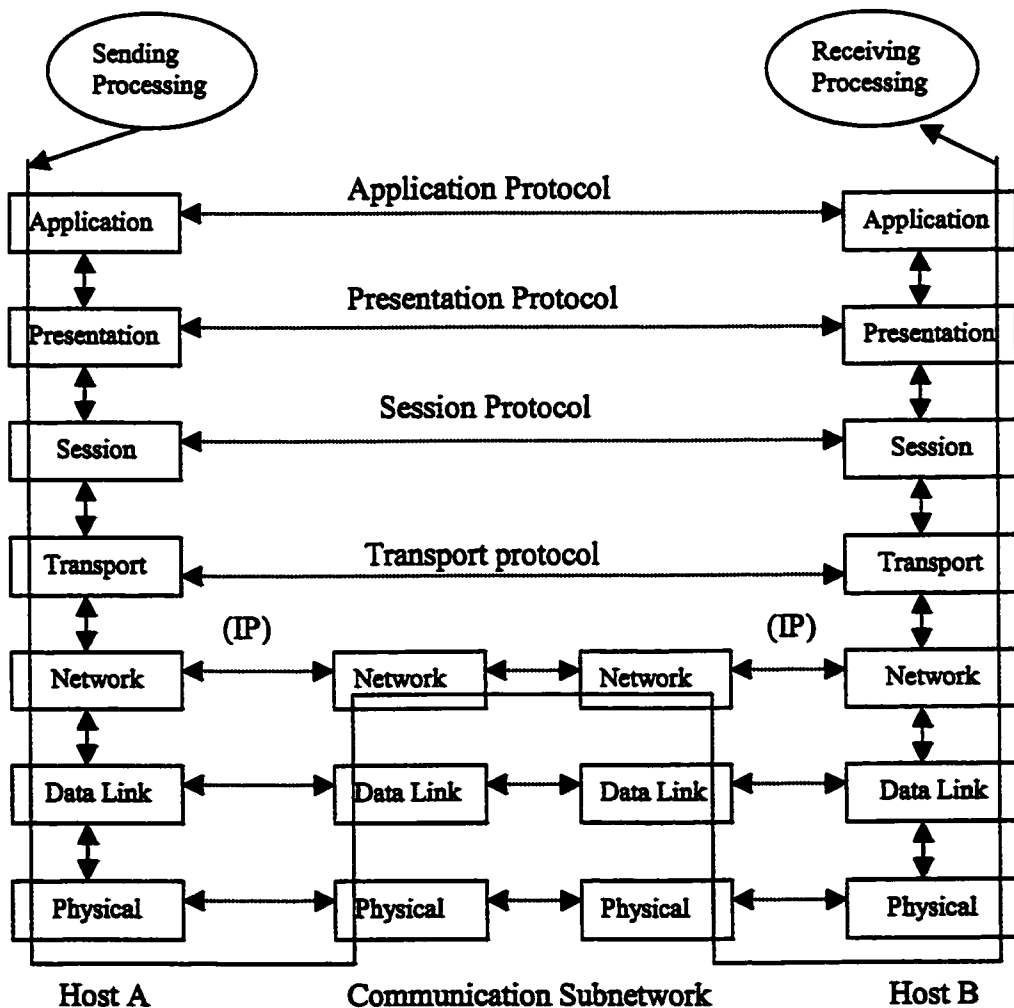 Sending
Processing
Receiving
Processing
Application Protocol
Application
Application
Presentation Protocol
Presentation
Presentation
Session Protocol
Session
Session
Transport protocol
Transport
Transport
(IP)
(IP)
Network
Network
Network
Network
Data Link
Data Link
Data Link
Data Link
Physical
Physical
Physical
Physical
Host A
Communication Subnetwork
Host B